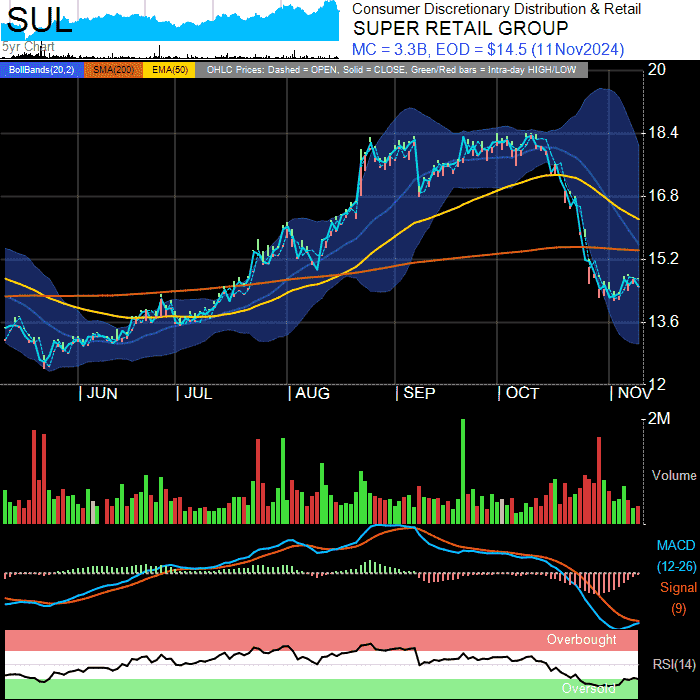 SUL
5yr Chart
Consumer Discretionary Distribution & Retail
SUPER RETAIL GROUP
MC = 3.3B, EOD = $14.5 (11Nov2024)
BollBands(20,2) SMA(200) EMA(50) OHLC Prices: Dashed = OPEN, Solid = CLOSE, Green/Red bars = Intra-day HIGH/LOW
20
18.4
16.8
15.2
13.6
12
JUN JUL AUG SEP OCT NOV
2M
Volume
MACD
(12-26)
Signal
(9)
Overbought
RSI(14)
Oversold